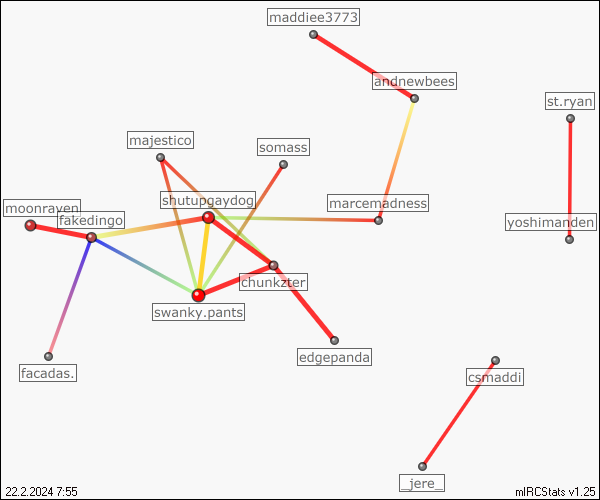 maddiee3773
andnewbees
st.ryan
majestico
somass
shutupgaydog
marcemadness
moonraven
fakedingo
yoshimanden
chunkzter
swanky.pants
edgepanda
facadas.
csmaddi
_jere_
22.2.2024 7:55
mIRCStats v1.25